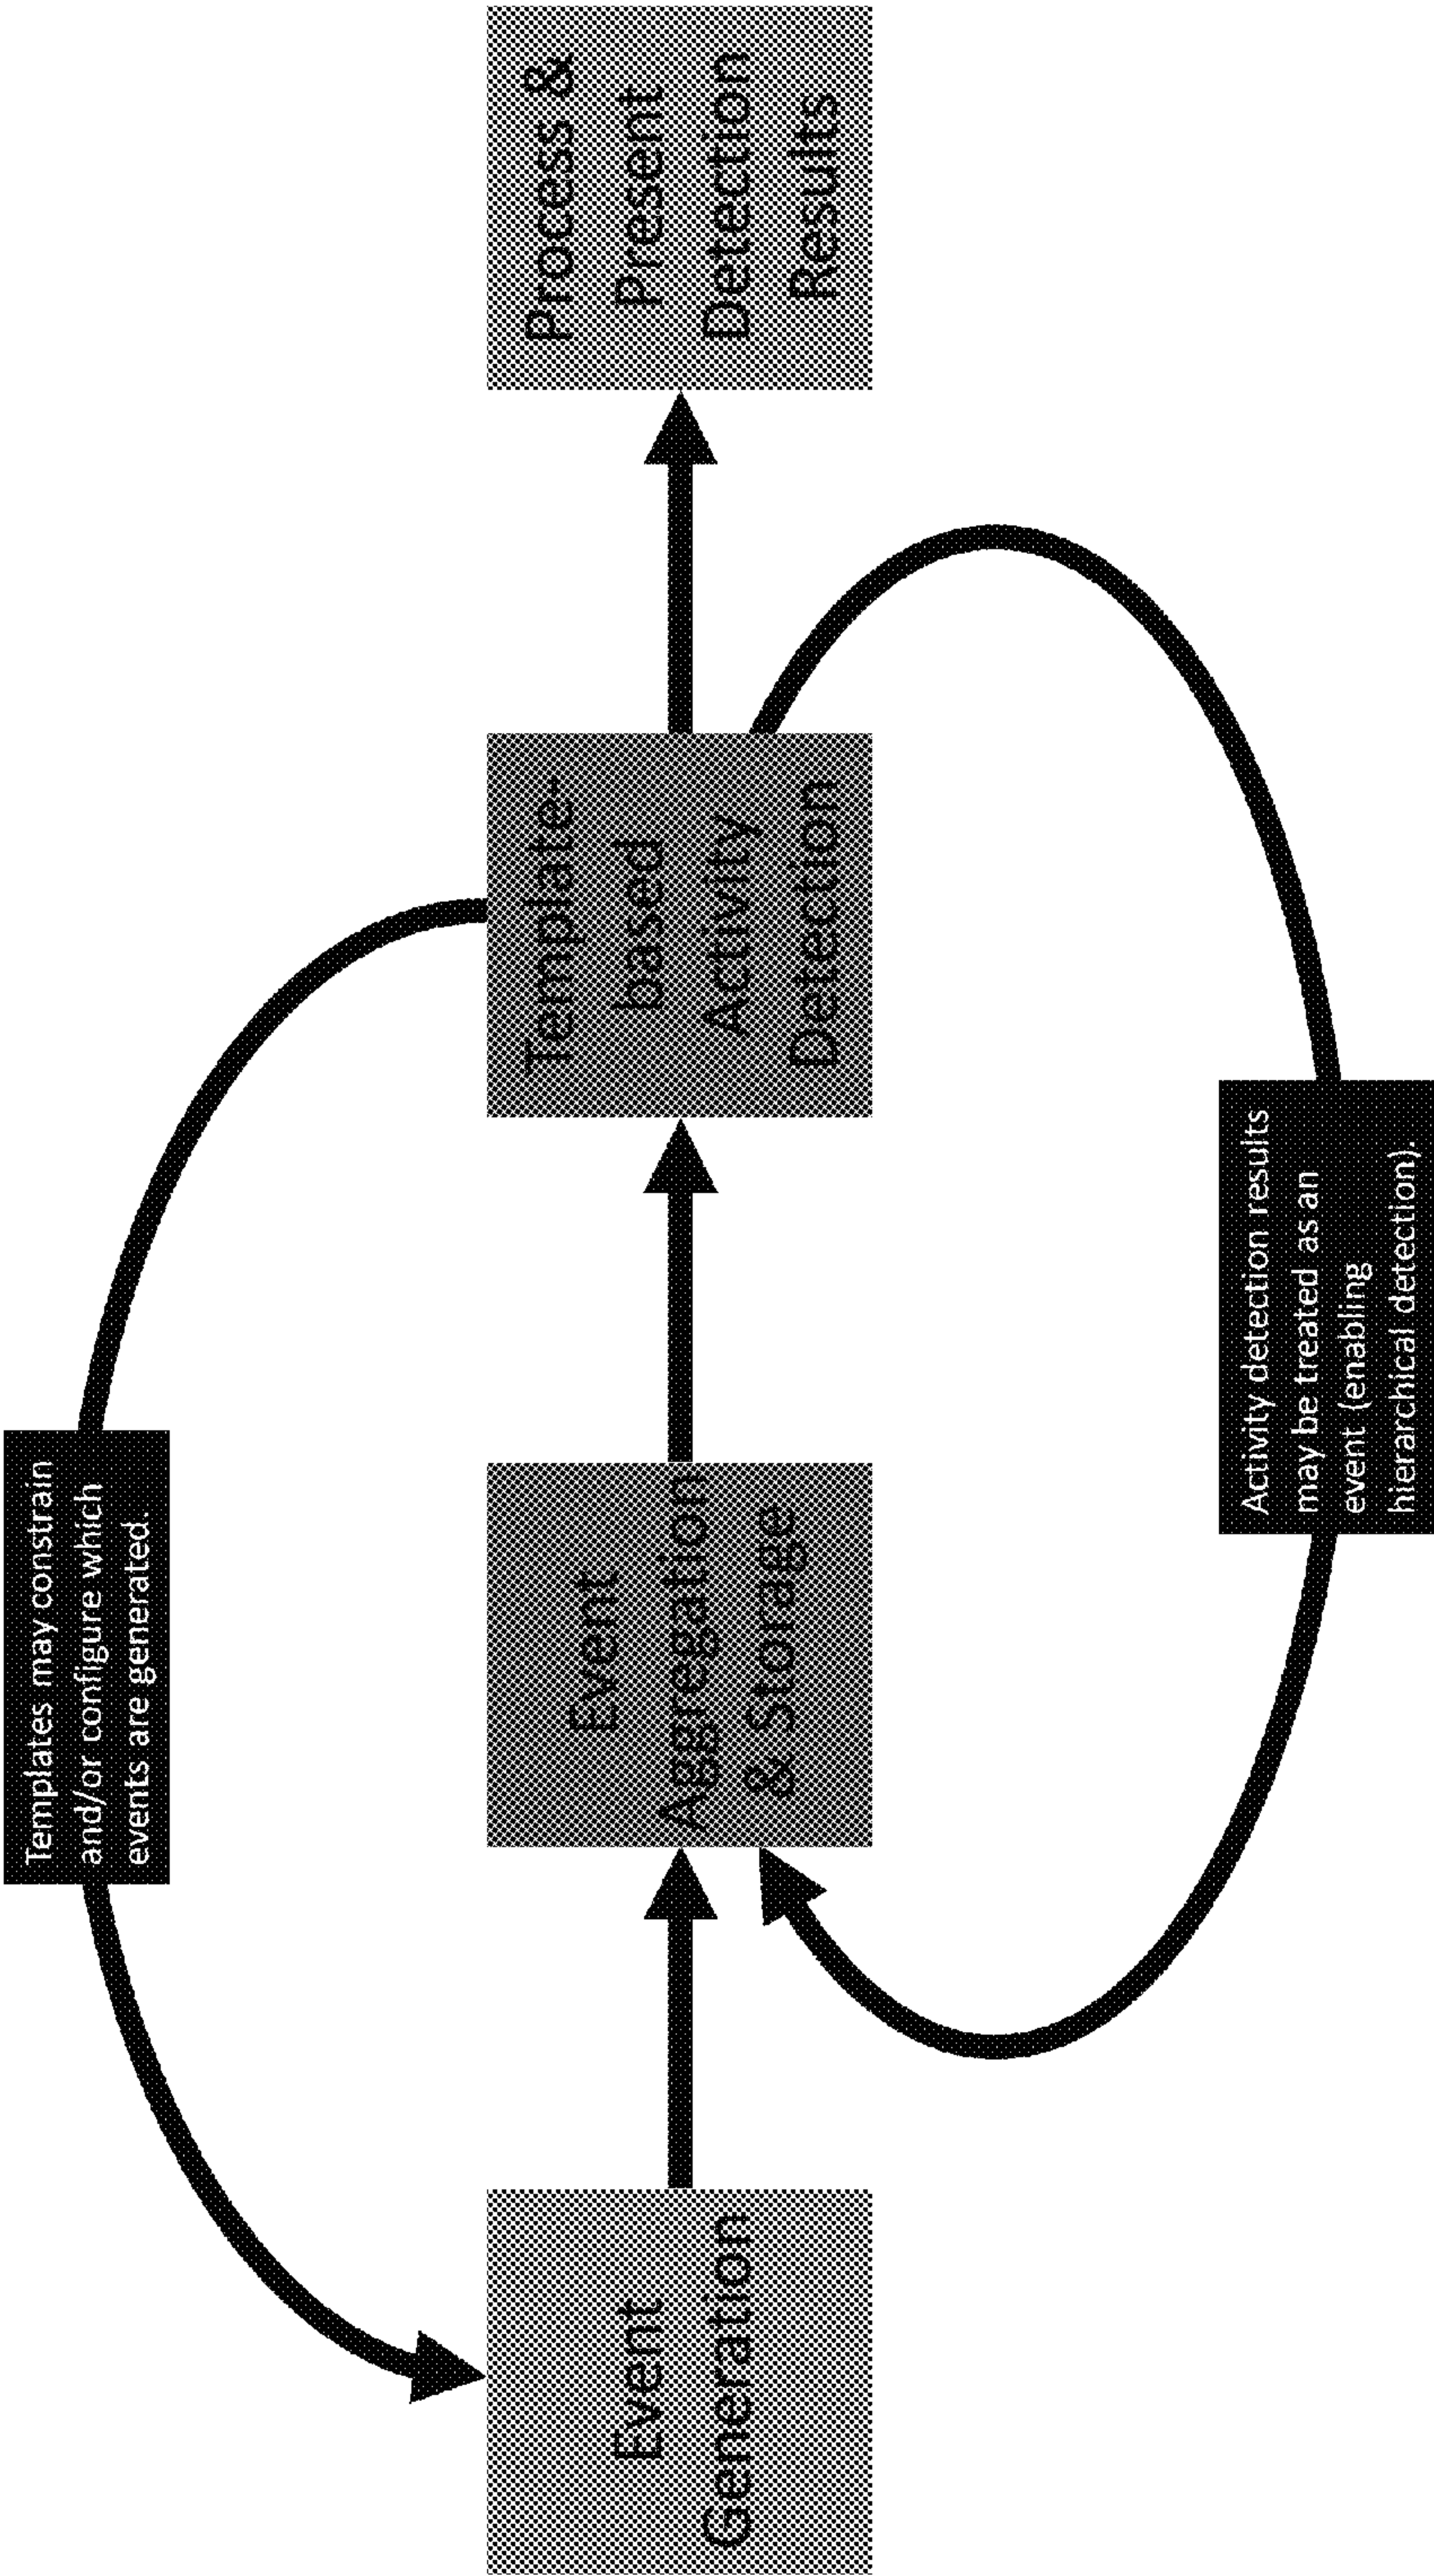 Templates may constrain
and/or configure which
events are generated.
Event
Generation
Event
Aggregation
& Storage
Template-
based
Activity
Detection
Process &
Present
Detection
Results
Activity detection results
may be treated as an
event (enabling
hierarchical detection).